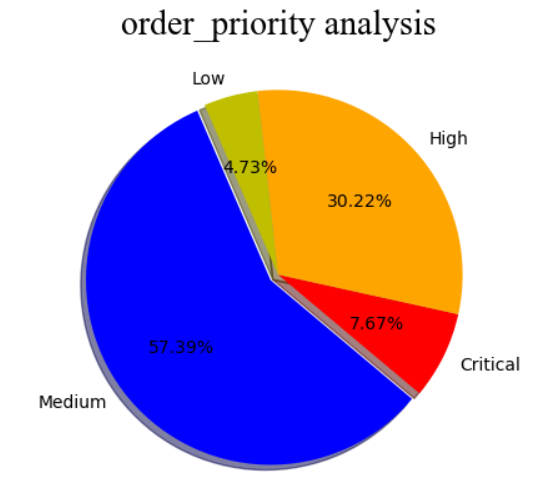 order_priority analysis
Low
High
4.73%
30.22%
7.67%
57.39%
Critical
Medium